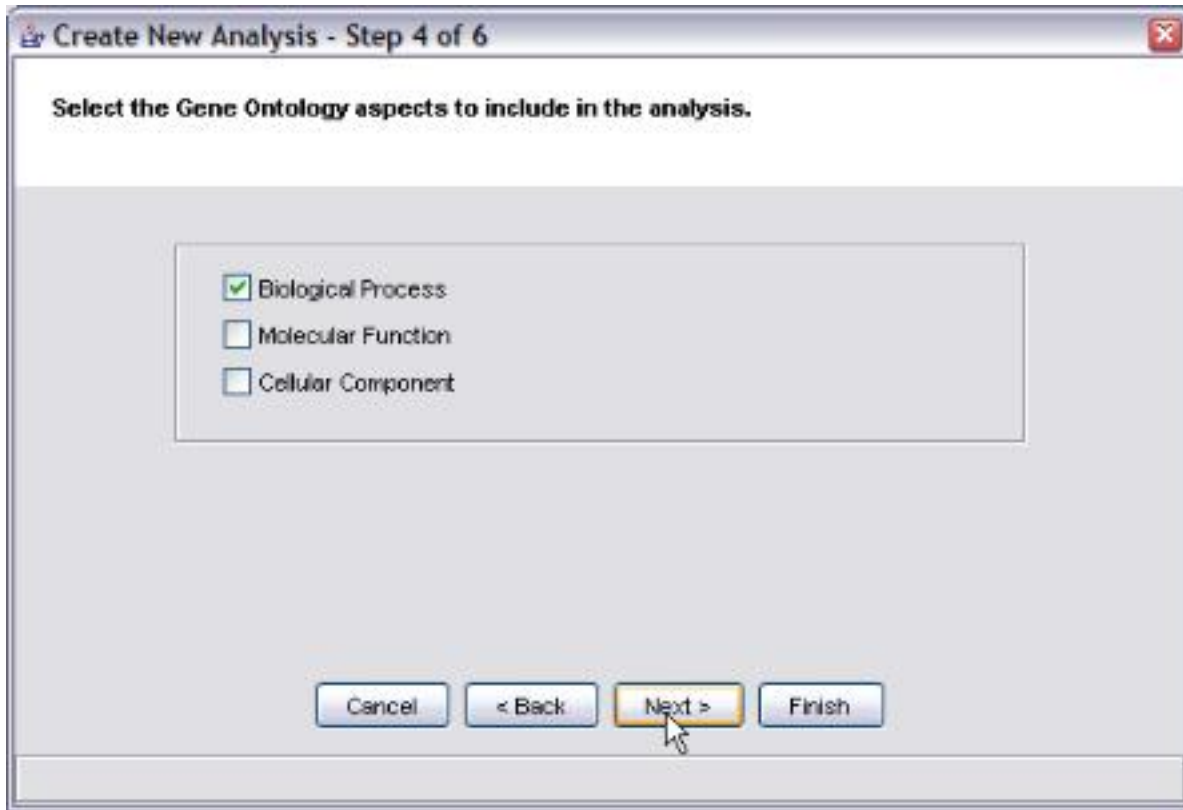 Create New Analysis - Step 4 of 6
Select the Gene Ontology aspects to include in the analysis.
Biological Process
Molecular Function
Cellular Component
Cancel
< Back
Next >
Finish